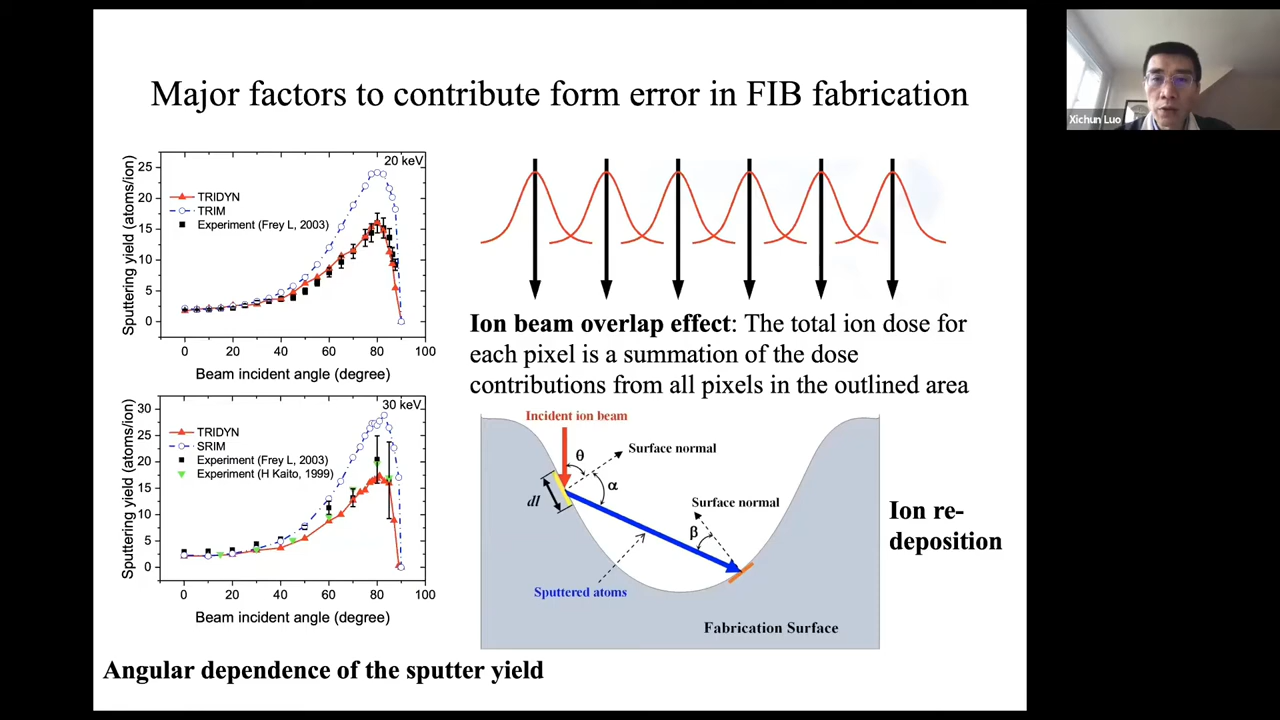 Major factors to contribute form error in FIB fabrication
Xichun Luo
20 keV
TRIDYN
TRIM
Experiment (Frey L, 2003)
Sputtering yield (atoms/ion)
25
20
15
10
5
0
0 20 40 60 80 100
Beam incident angle (degree)
30 keV
TRIDYN
SRIM
Experiment (Frey L, 2003)
Experiment (H Kaito, 1999)
Sputtering yield (atoms/ion)
30
25
20
15
10
5
0
0 20 40 60 80 100
Beam incident angle (degree)
Angular dependence of the sputter yield
Ion beam overlap effect: The total ion dose for
each pixel is a summation of the dose
contributions from all pixels in the outlined area
Incident ion beam
θ
Surface normal
α
dl
Surface normal
β
Sputtered atoms
Fabrication Surface
Ion re-
deposition